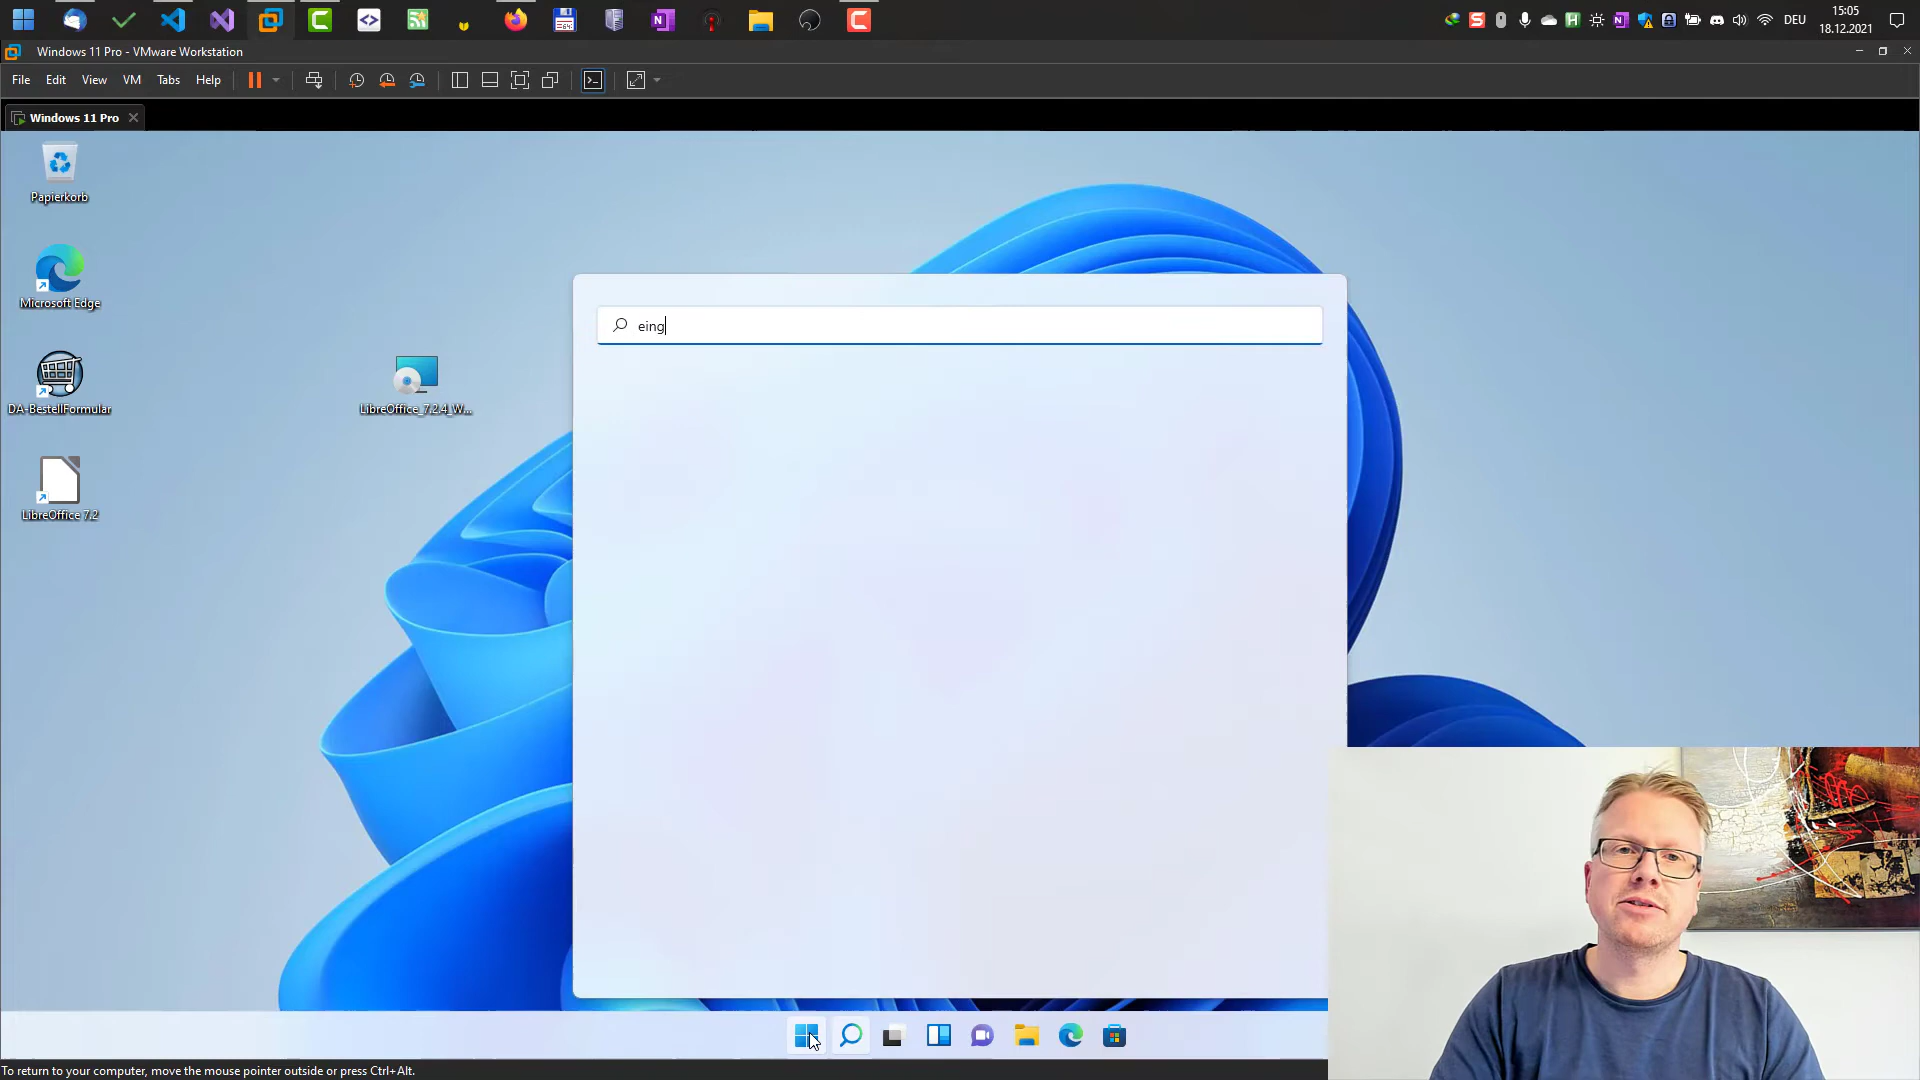 15:05
DEU
18.12.2021
Windows 11 Pro - VMware Workstation
File Edit View VM Tabs Help
Windows 11 Pro
Papierkorb
Microsoft Edge
DA-BestellFormular
LibreOffice_7.2.4_W...
LibreOffice 7.2
eing
To return to your computer, move the mouse pointer outside or press Ctrl+Alt.